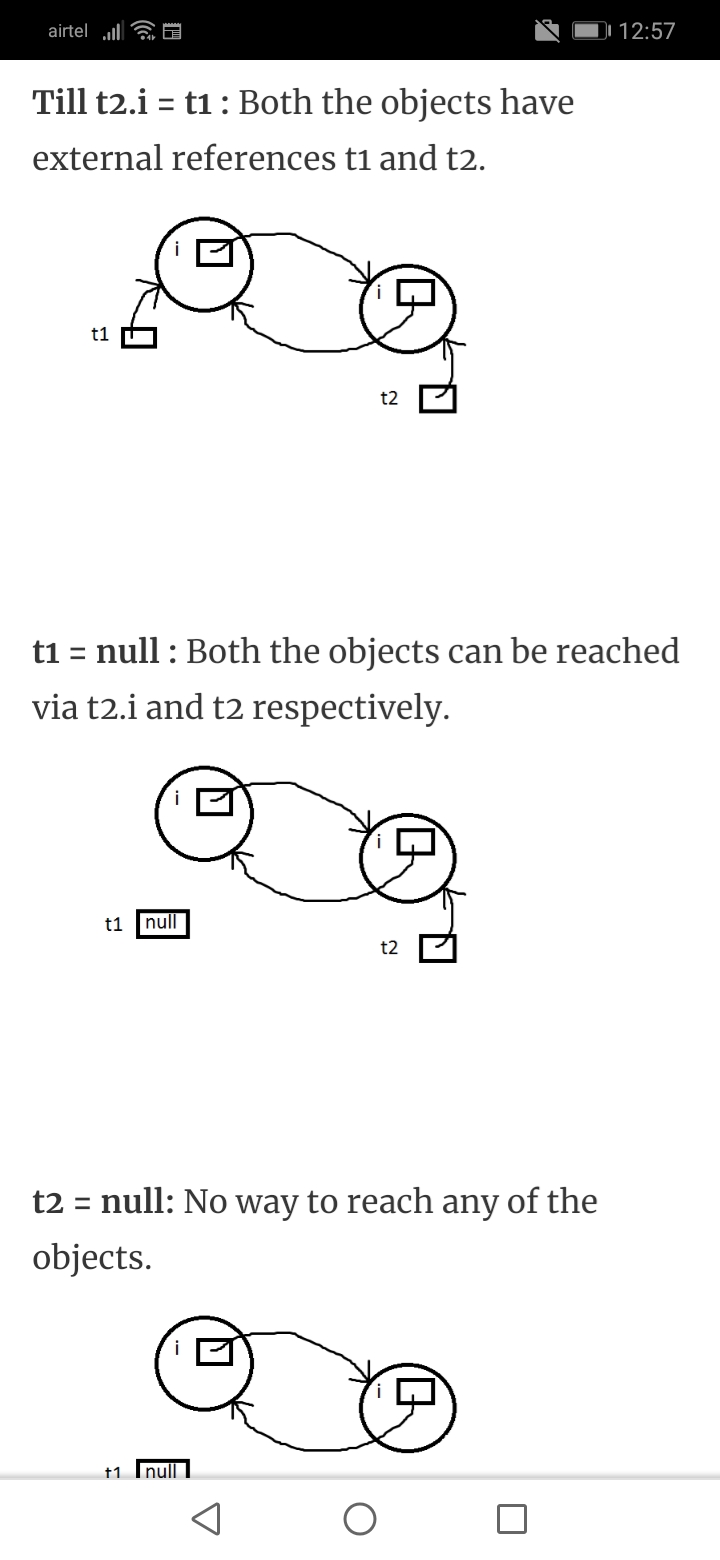 airtel 12:57
Till t2.i = t1 : Both the objects have
external references t1 and t2.
i
i
t1
t2
t1 = null : Both the objects can be reached
via t2.i and t2 respectively.
i
i
t1 null
t2
t2 = null: No way to reach any of the
objects.
i
i
t1 null